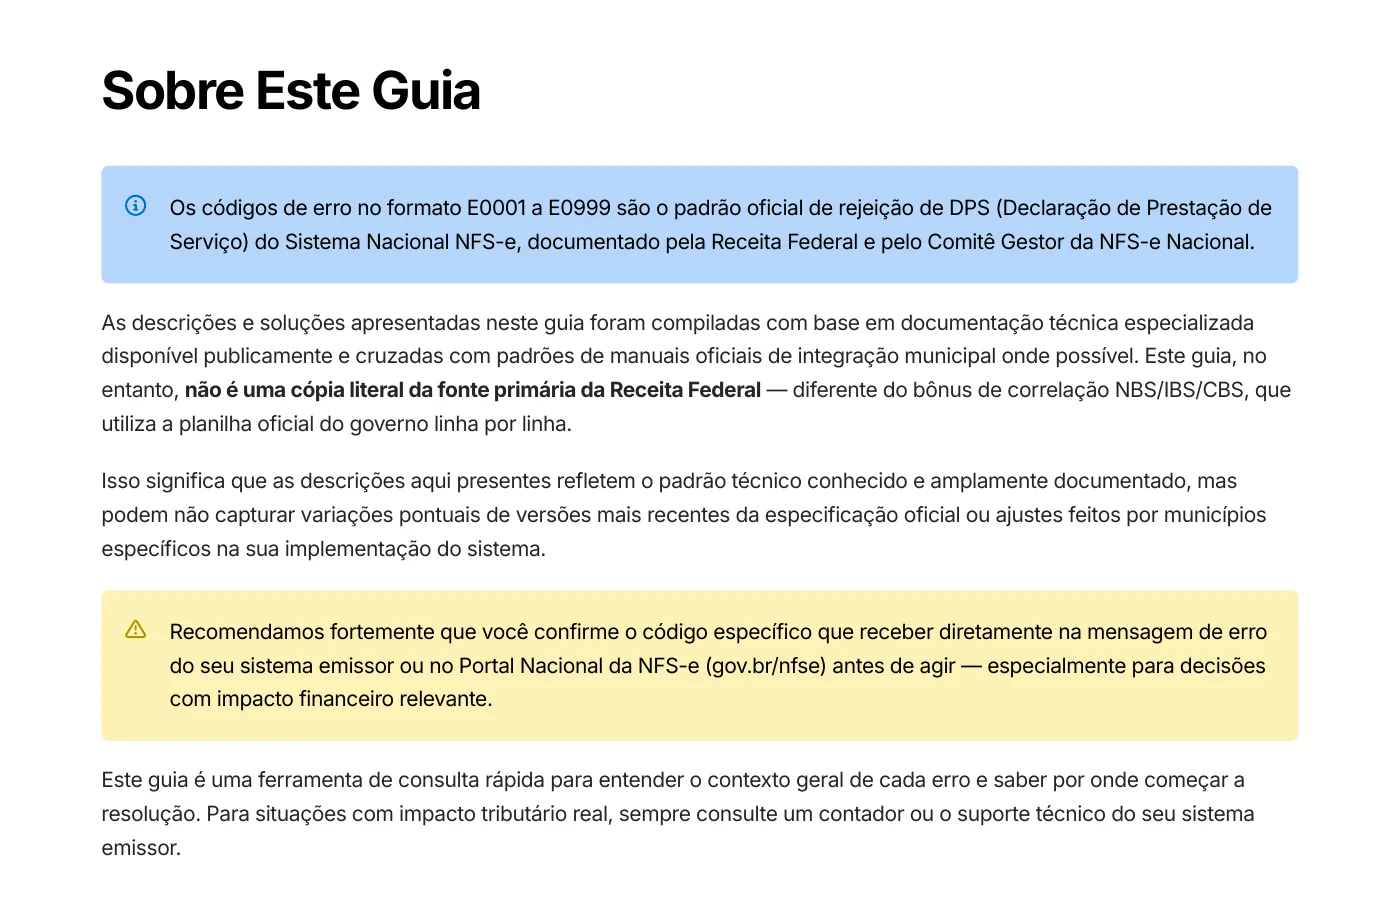 Sobre Este Guia
Os códigos de erro no formato E0001 a E0999 são o padrão oficial de rejeição de DPS (Declaração de Prestação de
Serviço) do Sistema Nacional NFS-e, documentado pela Receita Federal e pelo Comitê Gestor da NFS-e Nacional.
As descrições e soluções apresentadas neste guia foram compiladas com base em documentação técnica especializada
disponível publicamente e cruzadas com padrões de manuais oficiais de integração municipal onde possível. Este guia, no
entanto, não é uma cópia literal da fonte primária da Receita Federal — diferente do bônus de correlação NBS/IBS/CBS, que
utiliza a planilha oficial do governo linha por linha.
Isso significa que as descrições aqui presentes refletem o padrão técnico conhecido e amplamente documentado, mas
podem não capturar variações pontuais de versões mais recentes da especificação oficial ou ajustes feitos por municípios
específicos na sua implementação do sistema.
Recomendamos fortemente que você confirme o código específico que receber diretamente na mensagem de erro
do seu sistema emissor ou no Portal Nacional da NFS-e (gov.br/nfse) antes de agir — especialmente para decisões
com impacto financeiro relevante.
Este guia é uma ferramenta de consulta rápida para entender o contexto geral de cada erro e saber por onde começar a
resolução. Para situações com impacto tributário real, sempre consulte um contador ou o suporte técnico do seu sistema
emissor.